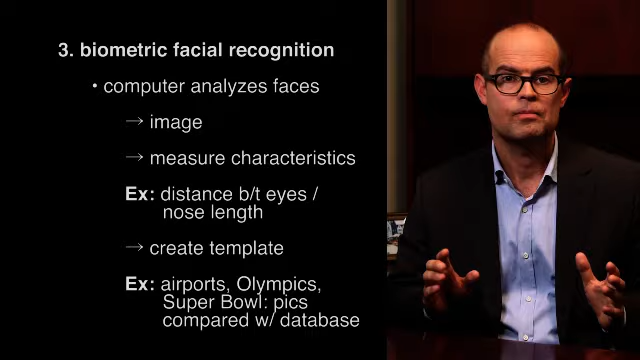 3. biometric facial recognition
• computer analyzes faces
→ image
→ measure characteristics
Ex: distance b/t eyes /
nose length
→ create template
Ex: airports, Olympics,
Super Bowl: pics
compared w/ database